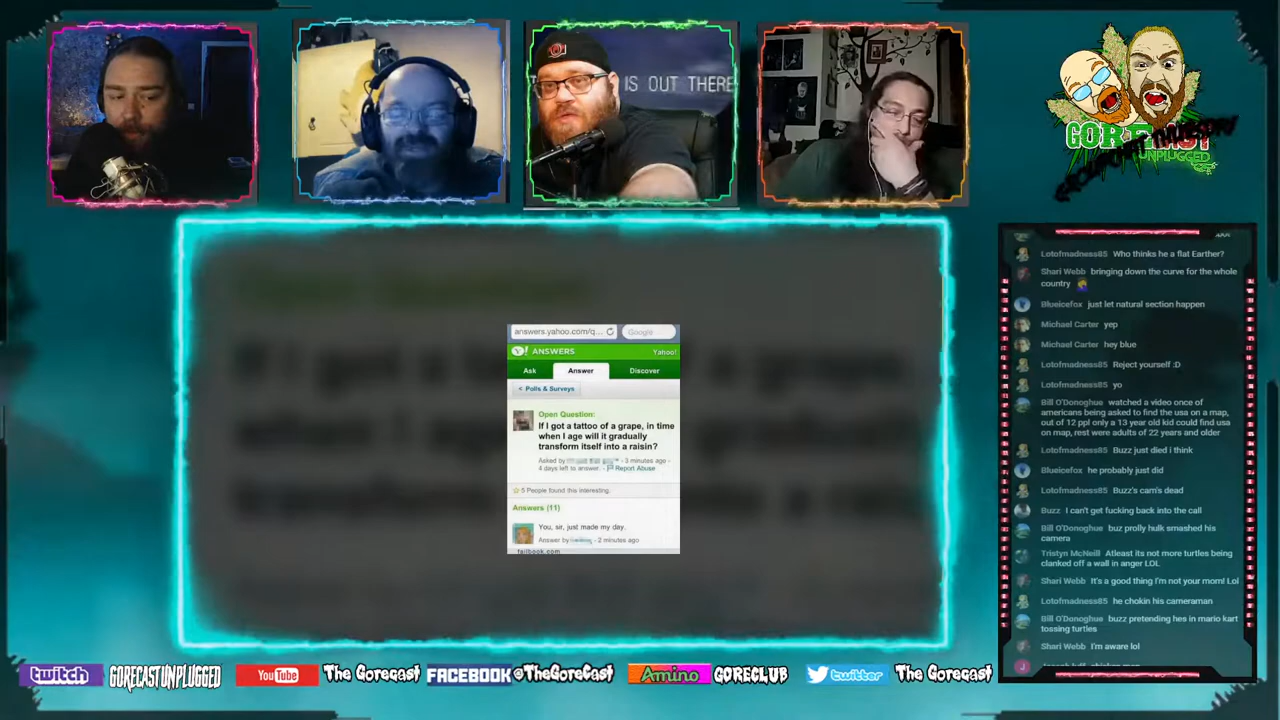 IS OUT THERE
GORE
UNPLUGGED
answers.yahoo.com/q...
Google
Y! ANSWERS
Yahoo!
Ask
Answer
Discover
< Polls & Surveys
Open Question:
If I got a tattoo of a grape, in time
when I age will it gradually
transform itself into a raisin?
Asked by
- 3 minutes ago -
4 days left to answer. - Report Abuse
5 People found this interesting.
Answers (11)
You, sir, just made my day.
Answer by
- 2 minutes ago
failbook.com
Lotofmadness85 Who thinks he a flat Earther?
Shari Webb bringing down the curve for the whole
country
Blueicefox just let natural section happen
Michael Carter yep
Michael Carter hey blue
Lotofmadness85 Reject yourself :D
Lotofmadness85 yo
Bill O'Donoghue watched a video once of
americans being asked to find the usa on a map,
out of 12 ppl only a 13 year old kid could find usa
on map, rest were adults of 22 years and older
Lotofmadness85 Buzz just died i think
Blueicefox he probably just did
Lotofmadness85 Buzz's cam's dead
Buzz I can't get fucking back into the call
Bill O'Donoghue buz prolly hulk smashed his
camera
Tristyn McNeill Atleast its not more turtles being
clanked off a wall in anger LOL
Shari Webb It's a good thing I'm not your mom! Lol
Lotofmadness85 he chokin his cameraman
Bill O'Donoghue buzz pretending hes in mario kart
tossing turtles
Shari Webb I'm aware lol
twitch GORECASTUNPLUGGED
YouTube The Gorecast
FACEBOOK @TheGoreCast
Amino GORECLUB
twitter The Gorecast